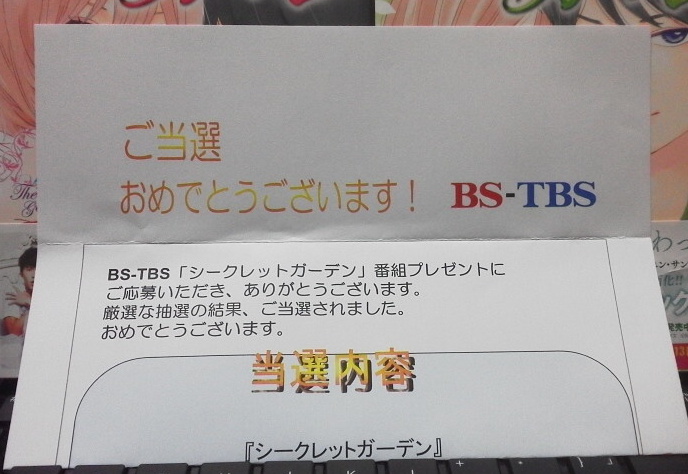 ご当選
おめでとうございます! BS-TBS
BS-TBS「シークレットガーデン」番組プレゼントに
ご応募いただき、ありがとうございます。
厳選な抽選の結果、ご当選されました。
おめでとうございます。
当選内容
『シークレットガーデン』